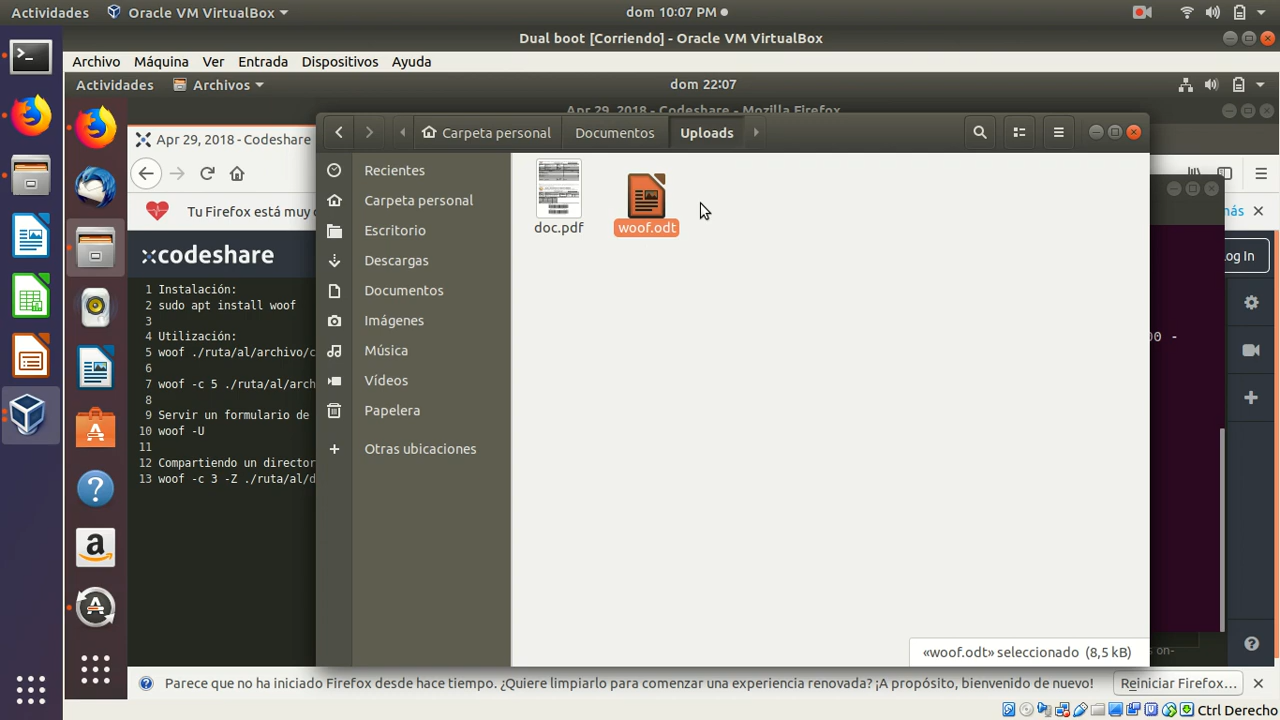 Actividades
Oracle VM VirtualBox
dom 10:07 PM
Dual boot [Corriendo] - Oracle VM VirtualBox
Archivo Máquina Ver Entrada Dispositivos Ayuda
Actividades
Archivos
dom 22:07
Apr 29, 2018 - Codeshare - Mozilla Firefox
Apr 29, 2018 - Codeshare
Carpeta personal
Documentos
Uploads
Tu Firefox está muy
más
Log In
codeshare
1 Instalación:
2 sudo apt install woof
3
4 Utilización:
5 woof ./ruta/al/archivo/
6
7 woof -c 5 ./ruta/al/arch
8
9 Servir un formulario de
10 woof -U
11
12 Compartiendo un director
13 woof -c 3 -Z ./ruta/al/d
Recientes
Carpeta personal
Escritorio
Descargas
Documentos
Imágenes
Música
Vídeos
Papelera
Otras ubicaciones
doc.pdf
woof.odt
00 -
«woof.odt» seleccionado (8,5 kB)
on-
Parece que no ha iniciado Firefox desde hace tiempo. ¿Quiere limpiarlo para comenzar una experiencia renovada? ¡A propósito, bienvenido de nuevo!
Reiniciar Firefox...
Ctrl Derecho